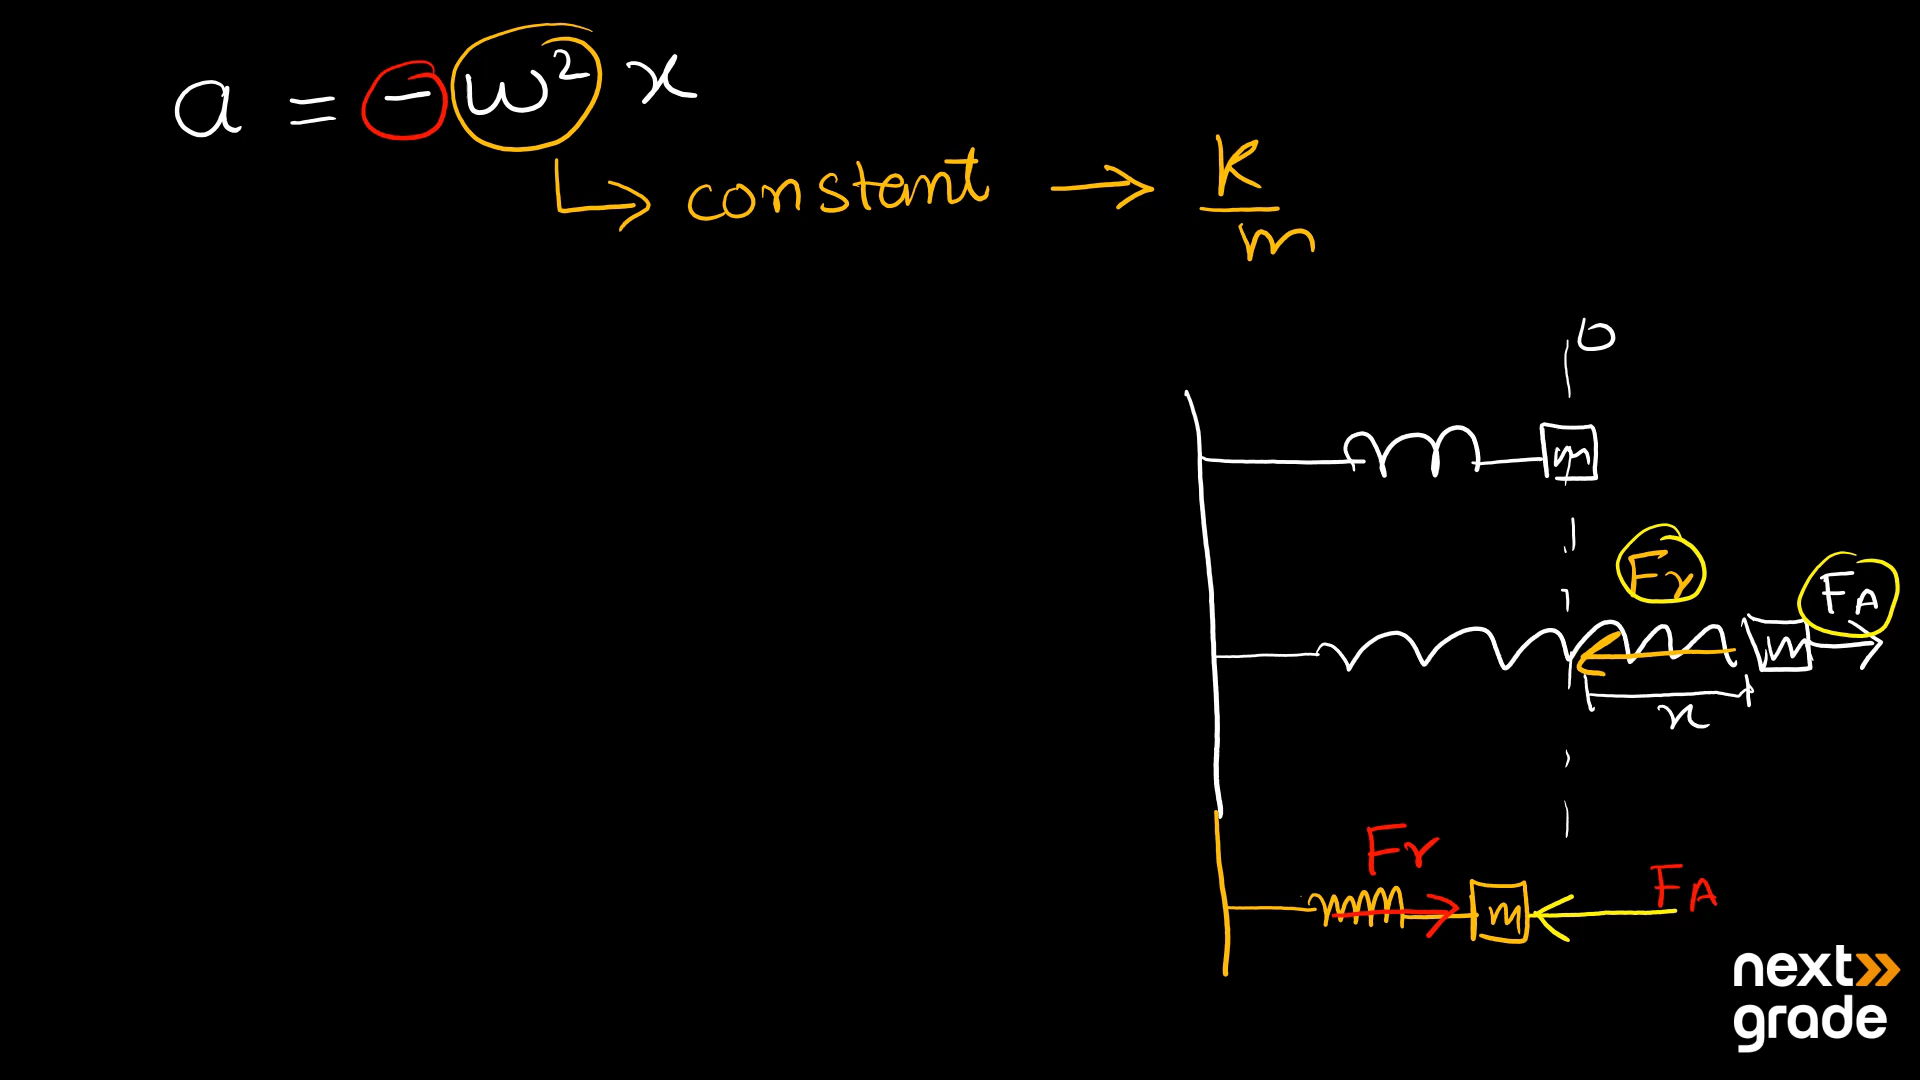 a = -ω² x
constant → K/m
O
m
Fr
FA
m
x
Fr
FA
m
next
grade